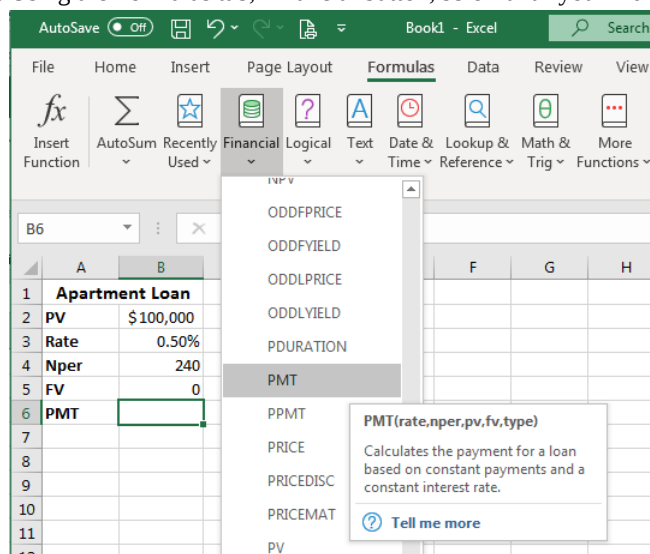 AutoSave Off Book1 - Excel Search
File Home Insert Page Layout Formulas Data Review View
fx Insert Function
AutoSum
Recently Used
Financial
Logical
Text
Date & Time
Lookup & Reference
Math & Trig
More Functions
B6
NPV
ODDFPRICE
ODDFYIELD
ODDLPRICE
ODDLYIELD
PDURATION
PMT
PPMT
PRICE
PRICEDISC
PRICEMAT
PV
PMT(rate,nper,pv,fv,type)
Calculates the payment for a loan
based on constant payments and a
constant interest rate.
Tell me more
A B F G H
1 Apartment Loan
2 PV $100,000
3 Rate 0.50%
4 Nper 240
5 FV 0
6 PMT
7
8
9
10
11